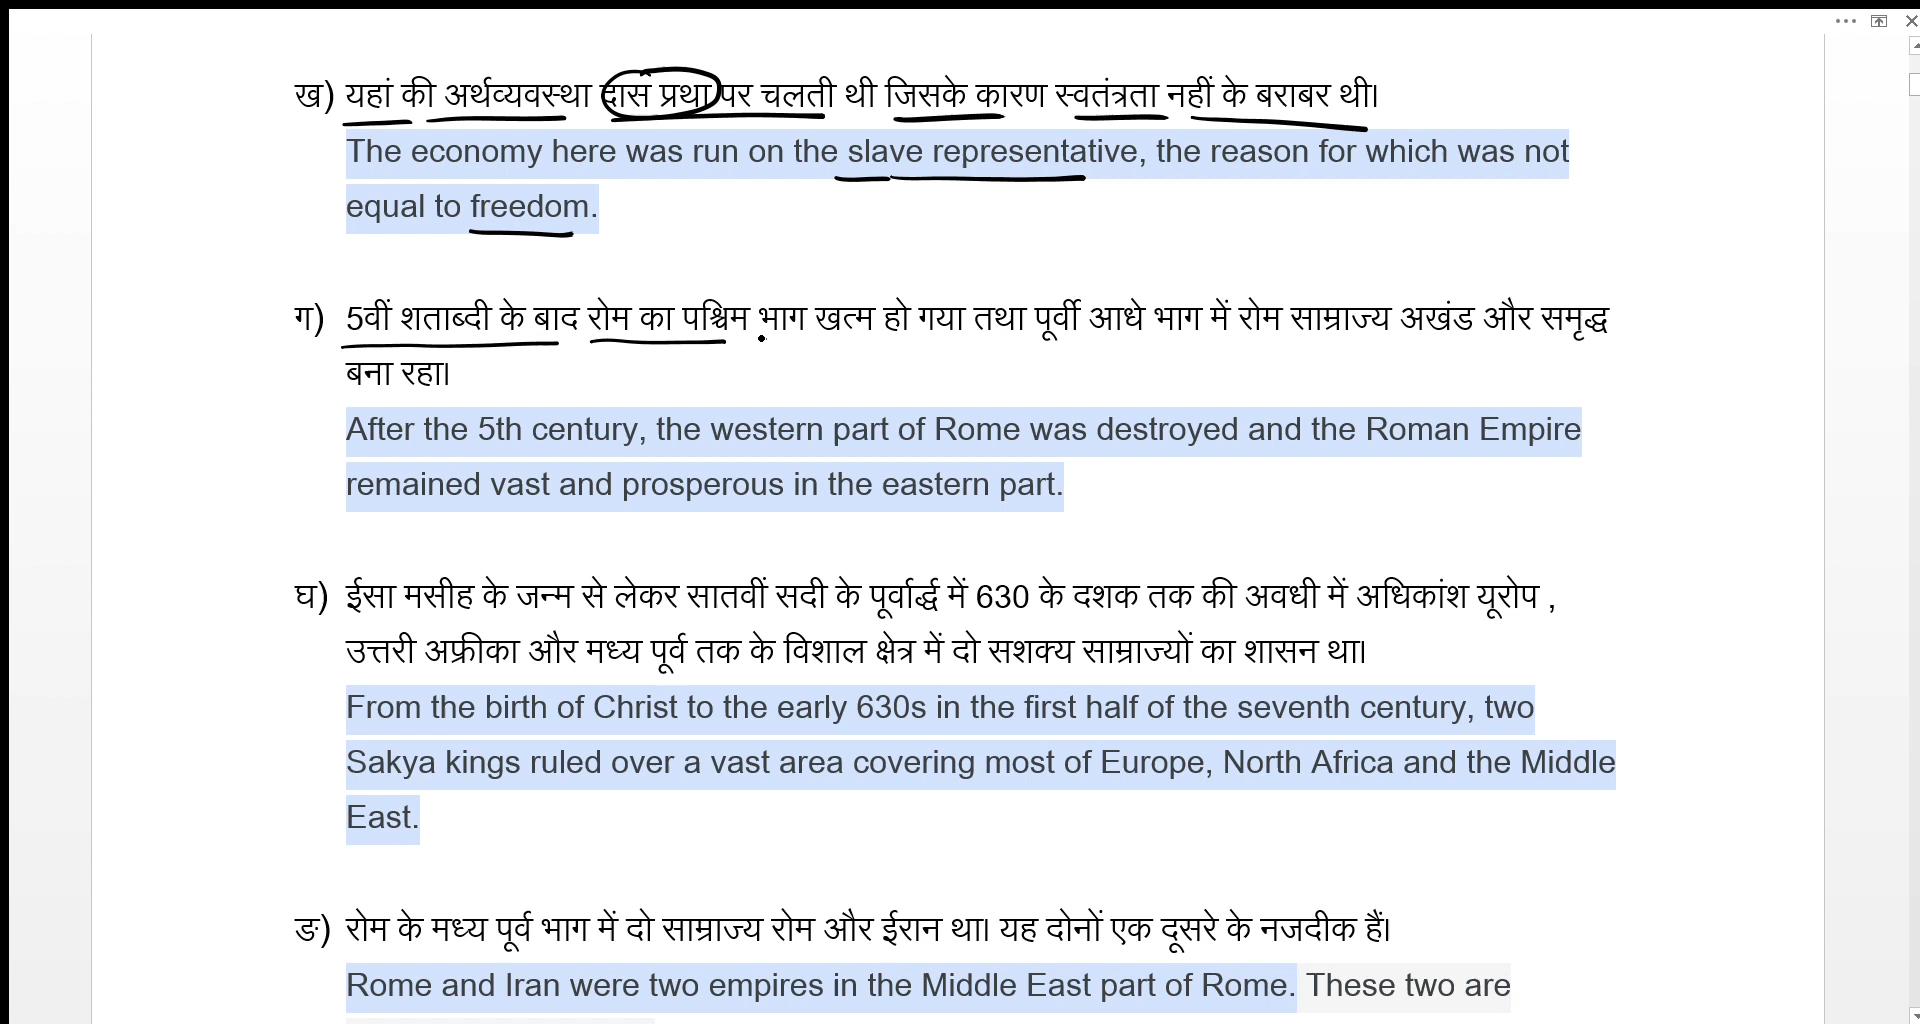 ख) यहां की अर्थव्यवस्था दास प्रथा पर चलती थी जिसके कारण स्वतंत्रता नहीं के बराबर थी।
The economy here was run on the slave representative, the reason for which was not
equal to freedom.
ग) 5वीं शताब्दी के बाद रोम का पश्चिम भाग खत्म हो गया तथा पूर्वी आधे भाग में रोम साम्राज्य अखंड और समृद्ध
बना रहा।
After the 5th century, the western part of Rome was destroyed and the Roman Empire
remained vast and prosperous in the eastern part.
घ) ईसा मसीह के जन्म से लेकर सातवीं सदी के पूर्वार्द्ध में 630 के दशक तक की अवधी में अधिकांश यूरोप ,
उत्तरी अफ्रीका और मध्य पूर्व तक के विशाल क्षेत्र में दो सशक्य साम्राज्यों का शासन था।
From the birth of Christ to the early 630s in the first half of the seventh century, two
Sakya kings ruled over a vast area covering most of Europe, North Africa and the Middle
East.
ङ) रोम के मध्य पूर्व भाग में दो साम्राज्य रोम और ईरान था। यह दोनों एक दूसरे के नजदीक हैं।
Rome and Iran were two empires in the Middle East part of Rome. These two are